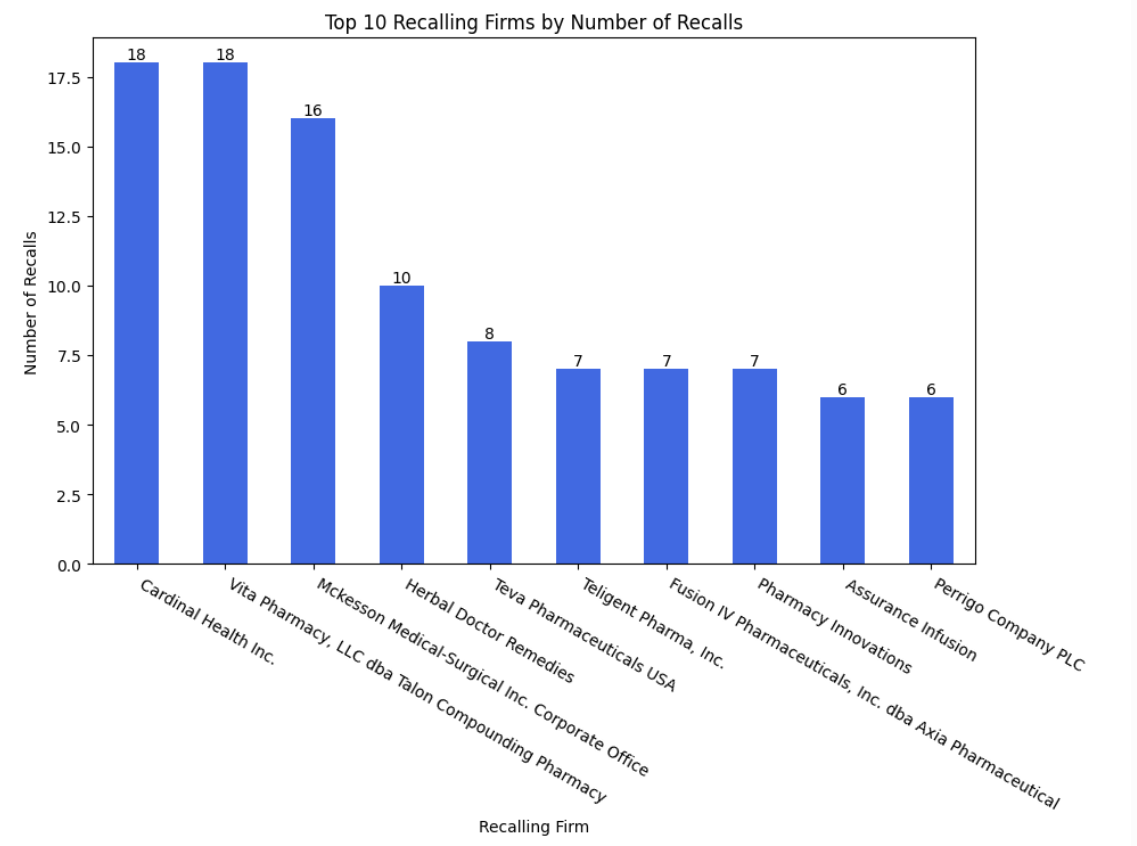 Top 10 Recalling Firms by Number of Recalls
18
18
16
10
8
7
7
7
6
6
17.5
15.0
12.5
10.0
7.5
5.0
2.5
0.0
Number of Recalls
Cardinal Health Inc.
Vita Pharmacy, LLC dba Talon Compounding Pharmacy
Mckesson Medical-Surgical Inc. Corporate Office
Herbal Doctor Remedies
Teva Pharmaceuticals USA
Teligent Pharma, Inc.
Fusion IV Pharmaceuticals, Inc. dba Axia Pharmaceutical
Pharmacy Innovations
Assurance Infusion
Perrigo Company PLC
Recalling Firm